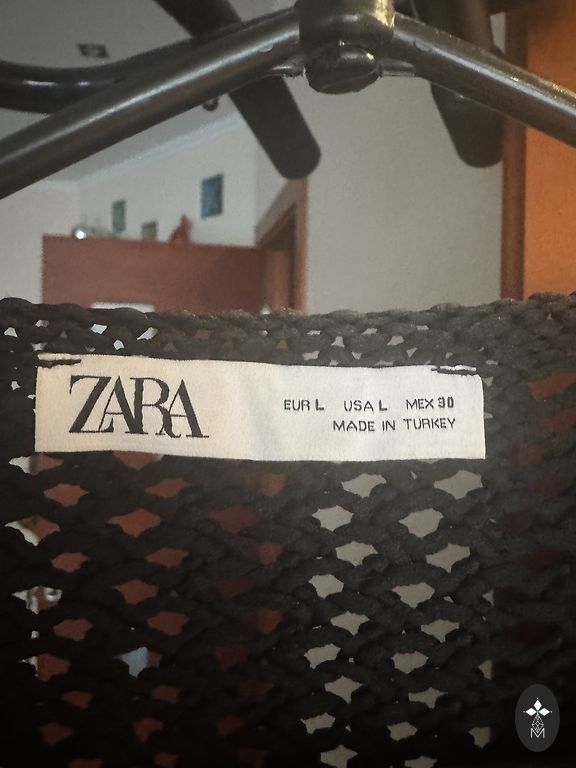 ZARA
EUR L USA L MEX 30
MADE IN TURKEY
M